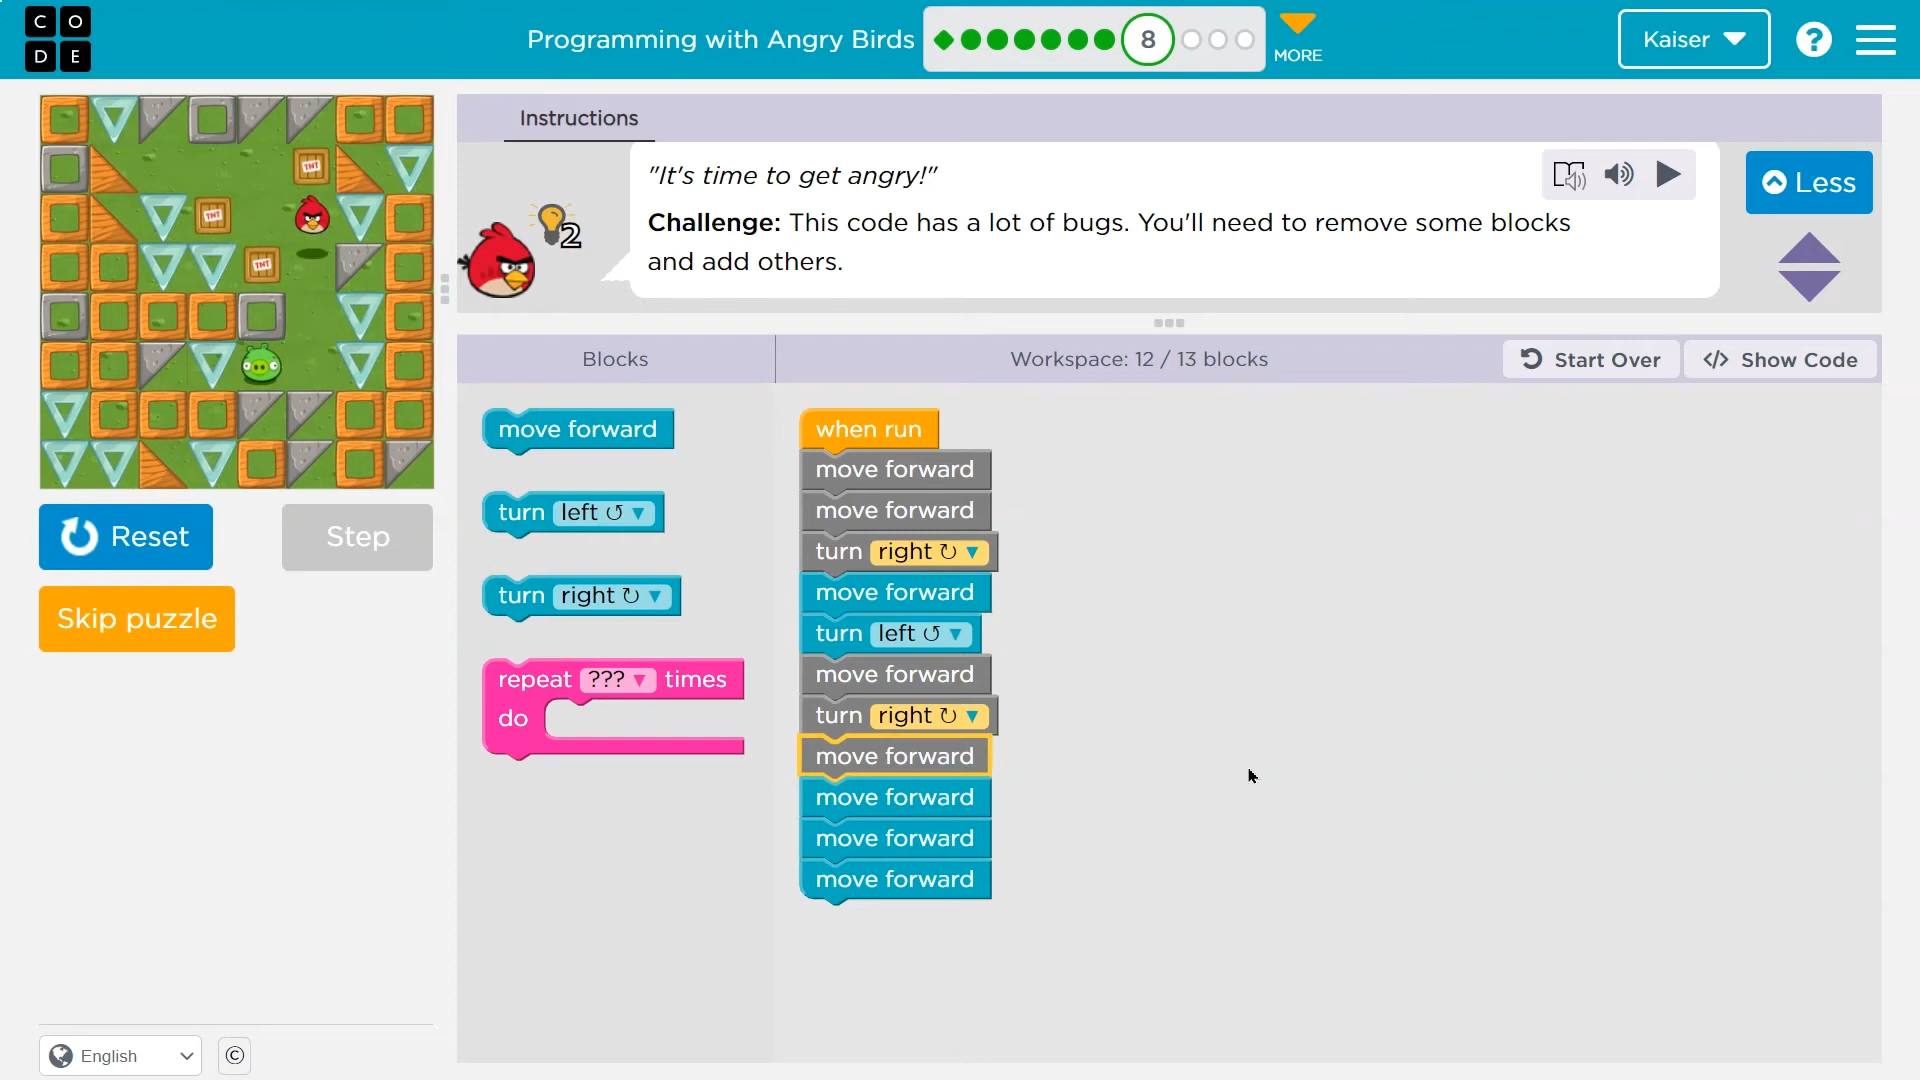 C O
D E
Programming with Angry Birds
8
MORE
Kaiser
?
Instructions
"It's time to get angry!"
Challenge: This code has a lot of bugs. You'll need to remove some blocks
and add others.
2
Less
TNT
TNT
TNT
Blocks
Workspace: 12 / 13 blocks
Start Over
</> Show Code
Reset
Step
Skip puzzle
move forward
turn left ↺ ▼
turn right ↻ ▼
repeat ??? ▼ times
do
when run
move forward
move forward
turn right ↻ ▼
move forward
turn left ↺ ▼
move forward
turn right ↻ ▼
move forward
move forward
move forward
move forward
English
©